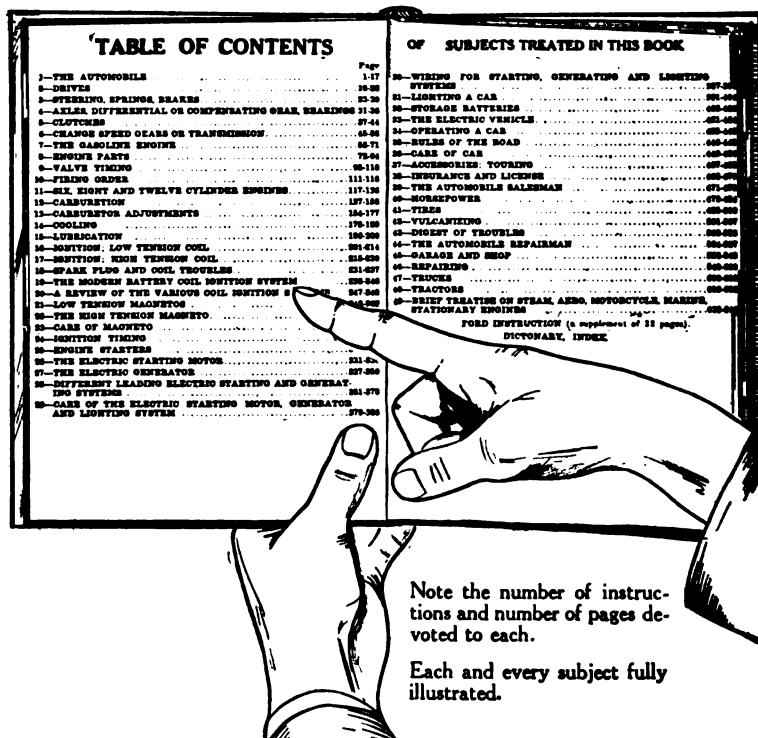 TABLE OF CONTENTS
Page
1—THE AUTOMOBILE 1-17
2—DRIVES
3—STEERING, SPRINGS, BRAKES
4—AXLES, DIFFERENTIAL OR COMPENSATING GEAR, BEARINGS
5—CLUTCHES
6—CHANGE SPEED GEARS OR TRANSMISSION
7—THE GASOLINE ENGINE
8—ENGINE PARTS
9—VALVE TIMING
10—FIRING ORDER
11—SIX, EIGHT AND TWELVE CYLINDER ENGINES
12—CARBURETION
13—CARBURETOR ADJUSTMENTS
14—COOLING
15—LUBRICATION
16—IGNITION; LOW TENSION COIL
17—IGNITION; HIGH TENSION COIL
18—SPARK PLUG AND COIL TROUBLES
19—THE MODERN BATTERY COIL IGNITION SYSTEM
20—A REVIEW OF THE VARIOUS COIL IGNITION
21—LOW TENSION MAGNETOS
22—THE HIGH TENSION MAGNETO
23—CARE OF MAGNETO
24—IGNITION TIMING
25—ENGINE STARTERS
26—THE ELECTRIC STARTING MOTOR
27—THE ELECTRIC GENERATOR
28—DIFFERENT LEADING ELECTRIC STARTING AND GENERAT-
ING SYSTEMS
29—CARE OF THE ELECTRIC STARTING MOTOR, GENERATOR
AND LIGHTING SYSTEM
OF SUBJECTS TREATED IN THIS BOOK
30—WIRING FOR STARTING, GENERATING AND LIGHTING
SYSTEMS
31—LIGHTING A CAR
32—STORAGE BATTERIES
33—THE ELECTRIC VEHICLE
34—OPERATING A CAR
35—RULES OF THE ROAD
36—CARE OF CAR
37—ACCESSORIES: TOURING
38—INSURANCE AND LICENSE
39—THE AUTOMOBILE SALESMAN
40—HORSEPOWER
41—TIRES
42—VULCANIZING
43—DIGEST OF TROUBLES
44—THE AUTOMOBILE REPAIRMAN
45—GARAGE AND SHOP
46—REPAIRING
47—TRUCKS
48—TRACTORS
49—BRIEF TREATISE ON STEAM, AERO, MOTORCYCLE, MARINE,
STATIONARY ENGINES
FORD INSTRUCTION (a supplement of 32 pages).
DICTONARY, INDEX
Note the number of instruc-
tions and number of pages de-
voted to each.
Each and every subject fully
illustrated.